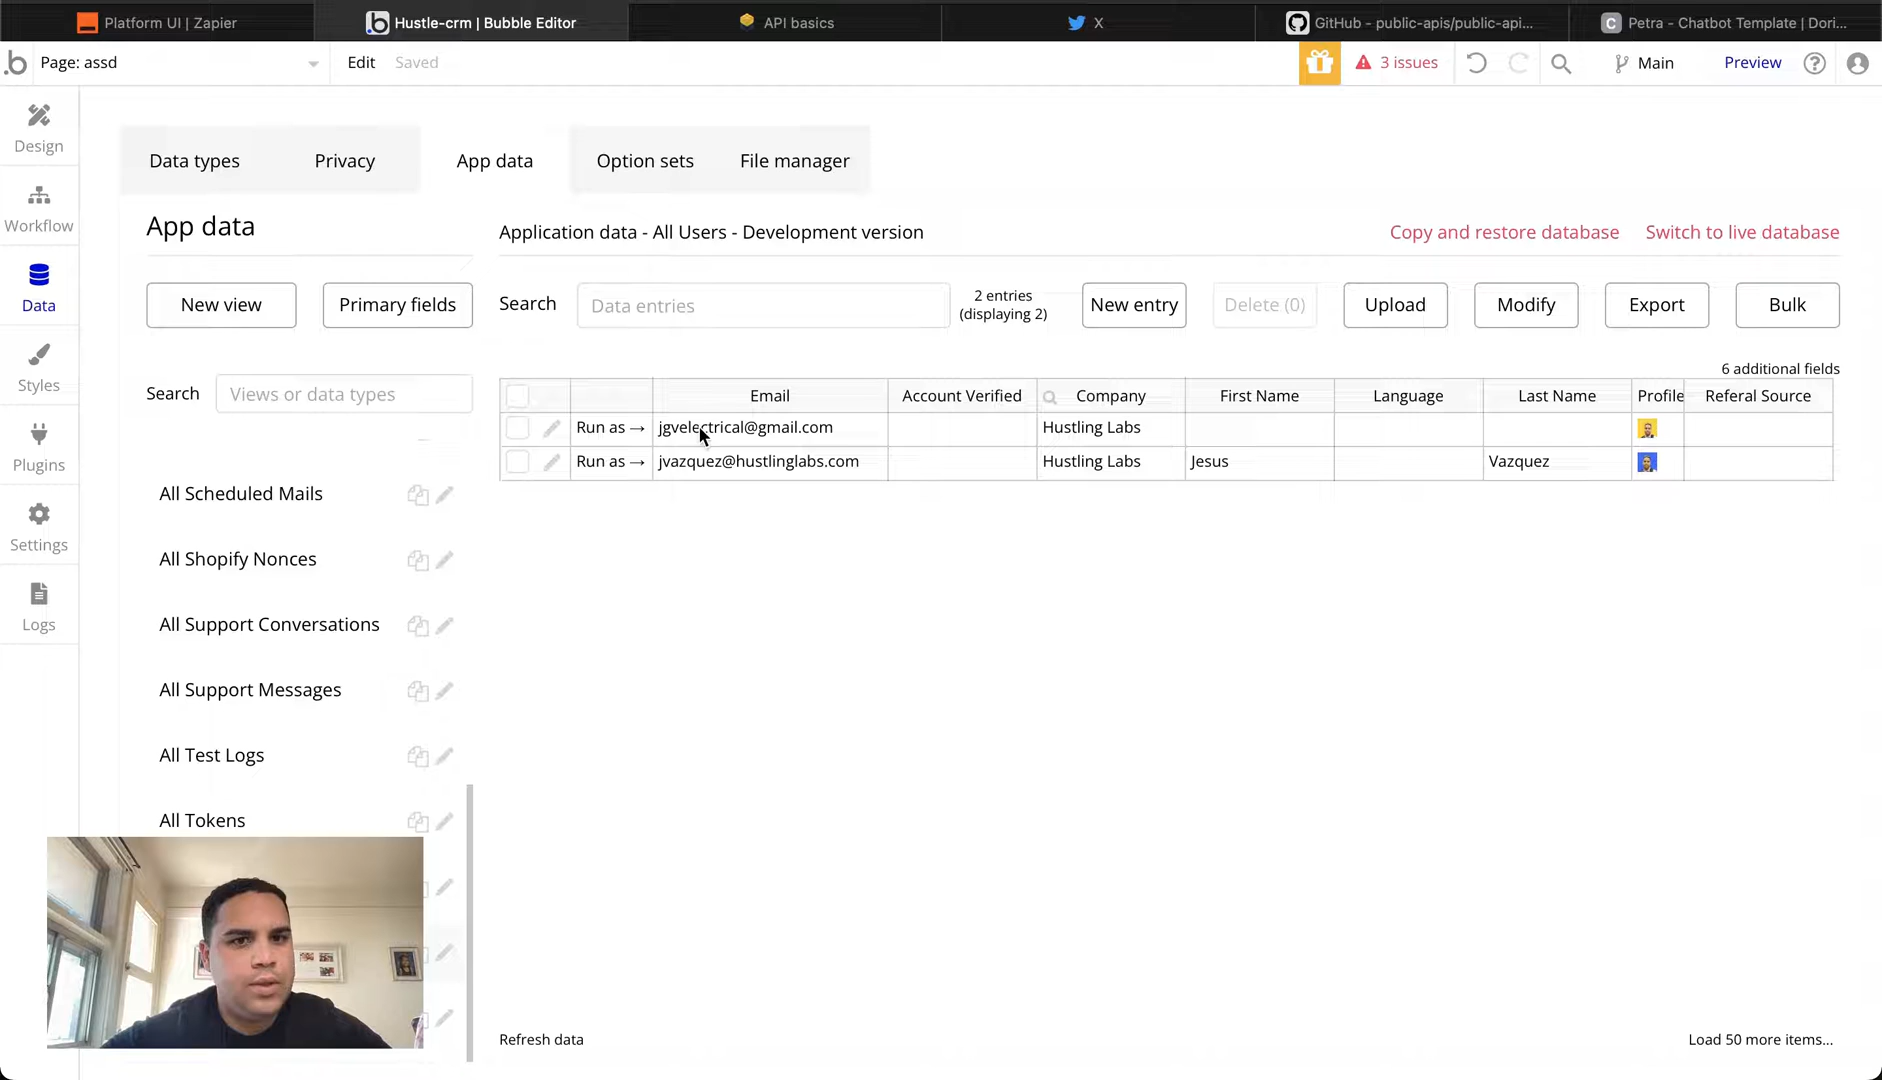 Platform UI | Zapier
Hustle-crm | Bubble Editor
API basics
X
GitHub - public-apis/public-api...
Petra - Chatbot Template | Dori...
Page: assd
Edit
Saved
3 issues
Main
Preview
Design
Workflow
Data
Styles
Plugins
Settings
Logs
Data types
Privacy
App data
Option sets
File manager
App data
New view
Primary fields
Search
Views or data types
All Scheduled Mails
All Shopify Nonces
All Support Conversations
All Support Messages
All Test Logs
All Tokens
Application data - All Users - Development version
Copy and restore database
Switch to live database
Search
Data entries
2 entries
(displaying 2)
New entry
Delete (0)
Upload
Modify
Export
Bulk
6 additional fields
Email Account Verified Company First Name Language Last Name Profile Referal Source
Run as → jgvelectrical@gmail.com Hustling Labs
Run as → jvazquez@hustlinglabs.com Hustling Labs Jesus Vazquez
Refresh data
Load 50 more items...